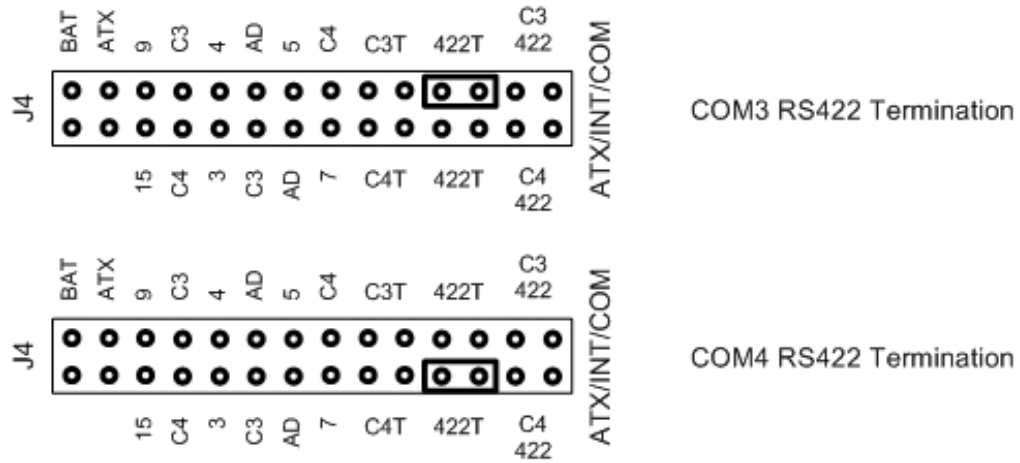 BAT ATX 9 C3 4 AD 5 C4 C3T 422T C3 422
J4 ATX/INT/COM COM3 RS422 Termination
15 C4 3 C3 AD 7 C4T 422T C4 422
BAT ATX 9 C3 4 AD 5 C4 C3T 422T C3 422
J4 ATX/INT/COM COM4 RS422 Termination
15 C4 3 C3 AD 7 C4T 422T C4 422